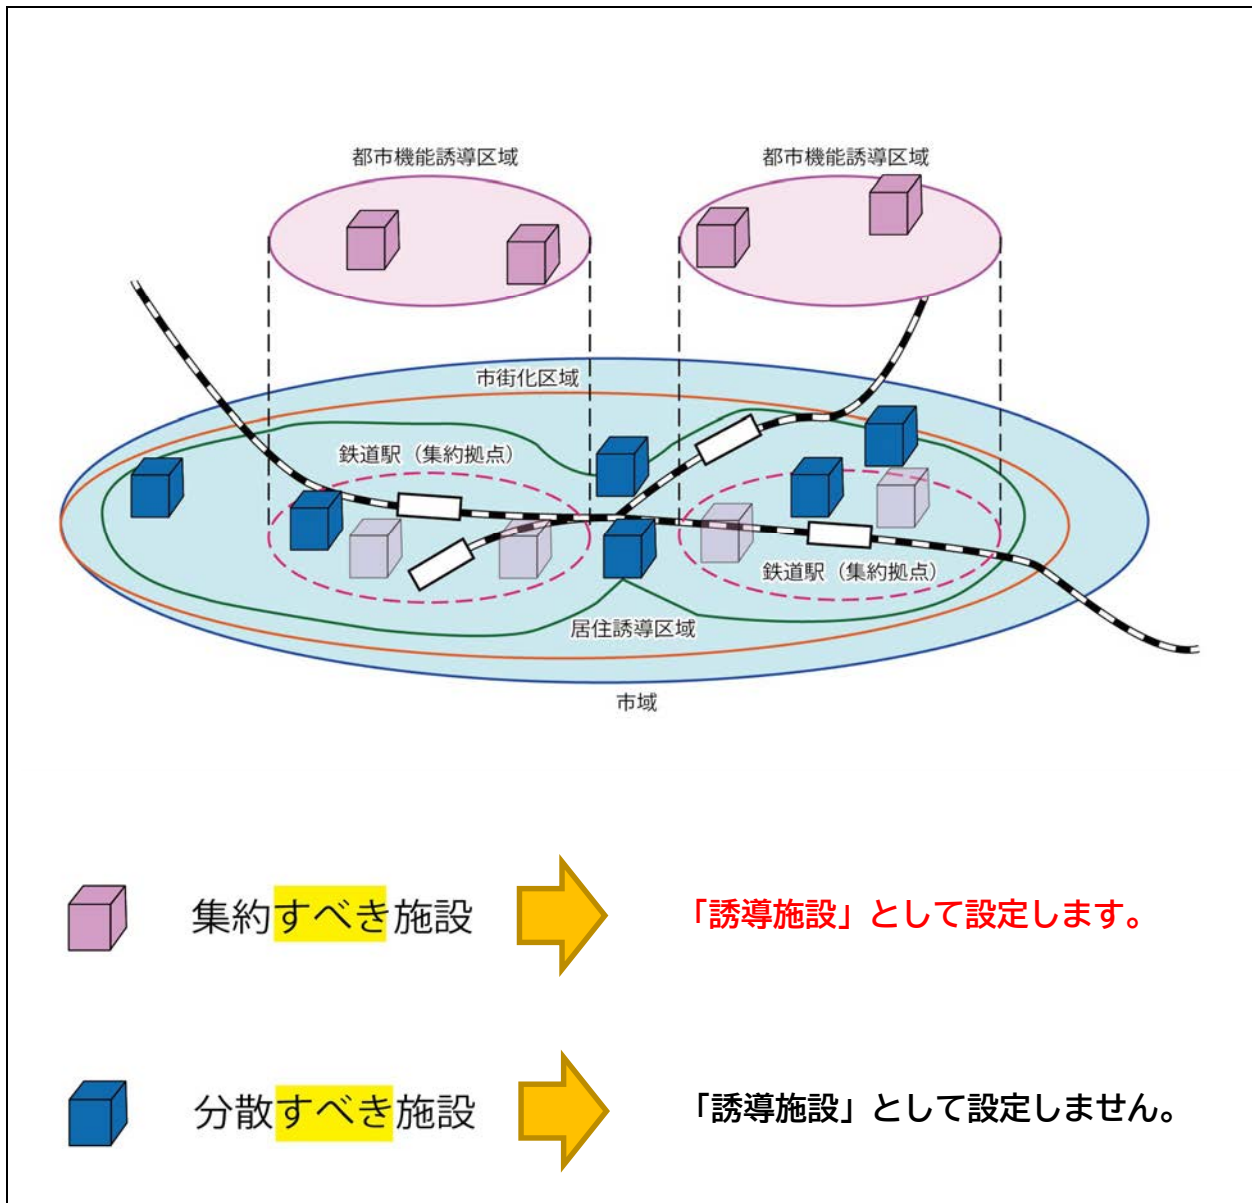 都市機能誘導区域
都市機能誘導区域
市街化区域
鉄道駅（集約拠点）
鉄道駅（集約拠点）
居住誘導区域
市域
集約すべき施設
「誘導施設」として設定します。
分散すべき施設
「誘導施設」として設定しません。